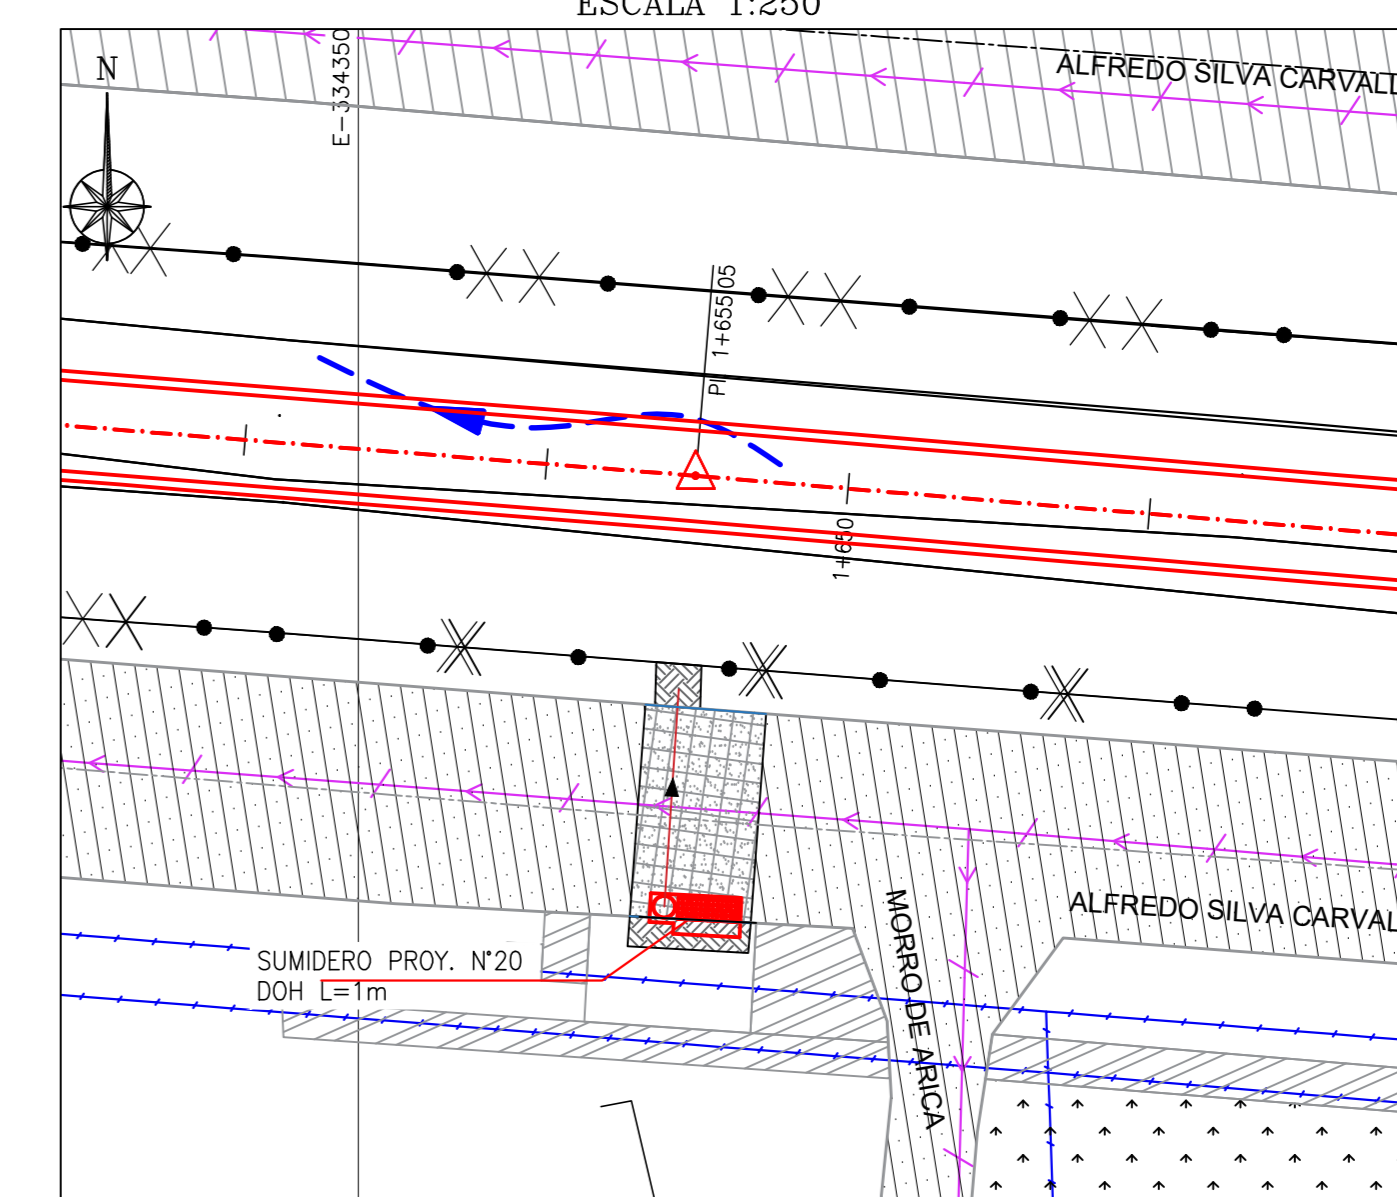 ESCALA 1:250
N
E-334350
ALFREDO SILVA CARVALL
PI 1+655.05
1+650
ALFREDO SILVA CARVAL
MORRO DE ARICA
SUMIDERO PROY. N°20
DOH L=1m